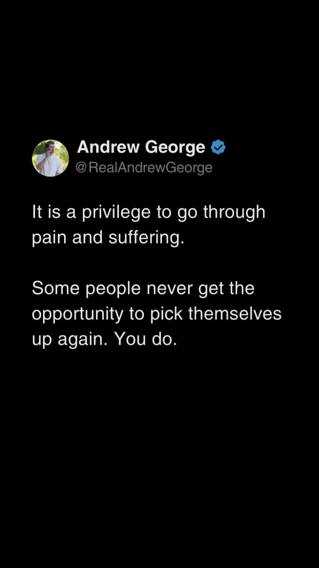 Andrew George
@RealAndrewGeorge
It is a privilege to go through
pain and suffering.
Some people never get the
opportunity to pick themselves
up again. You do.